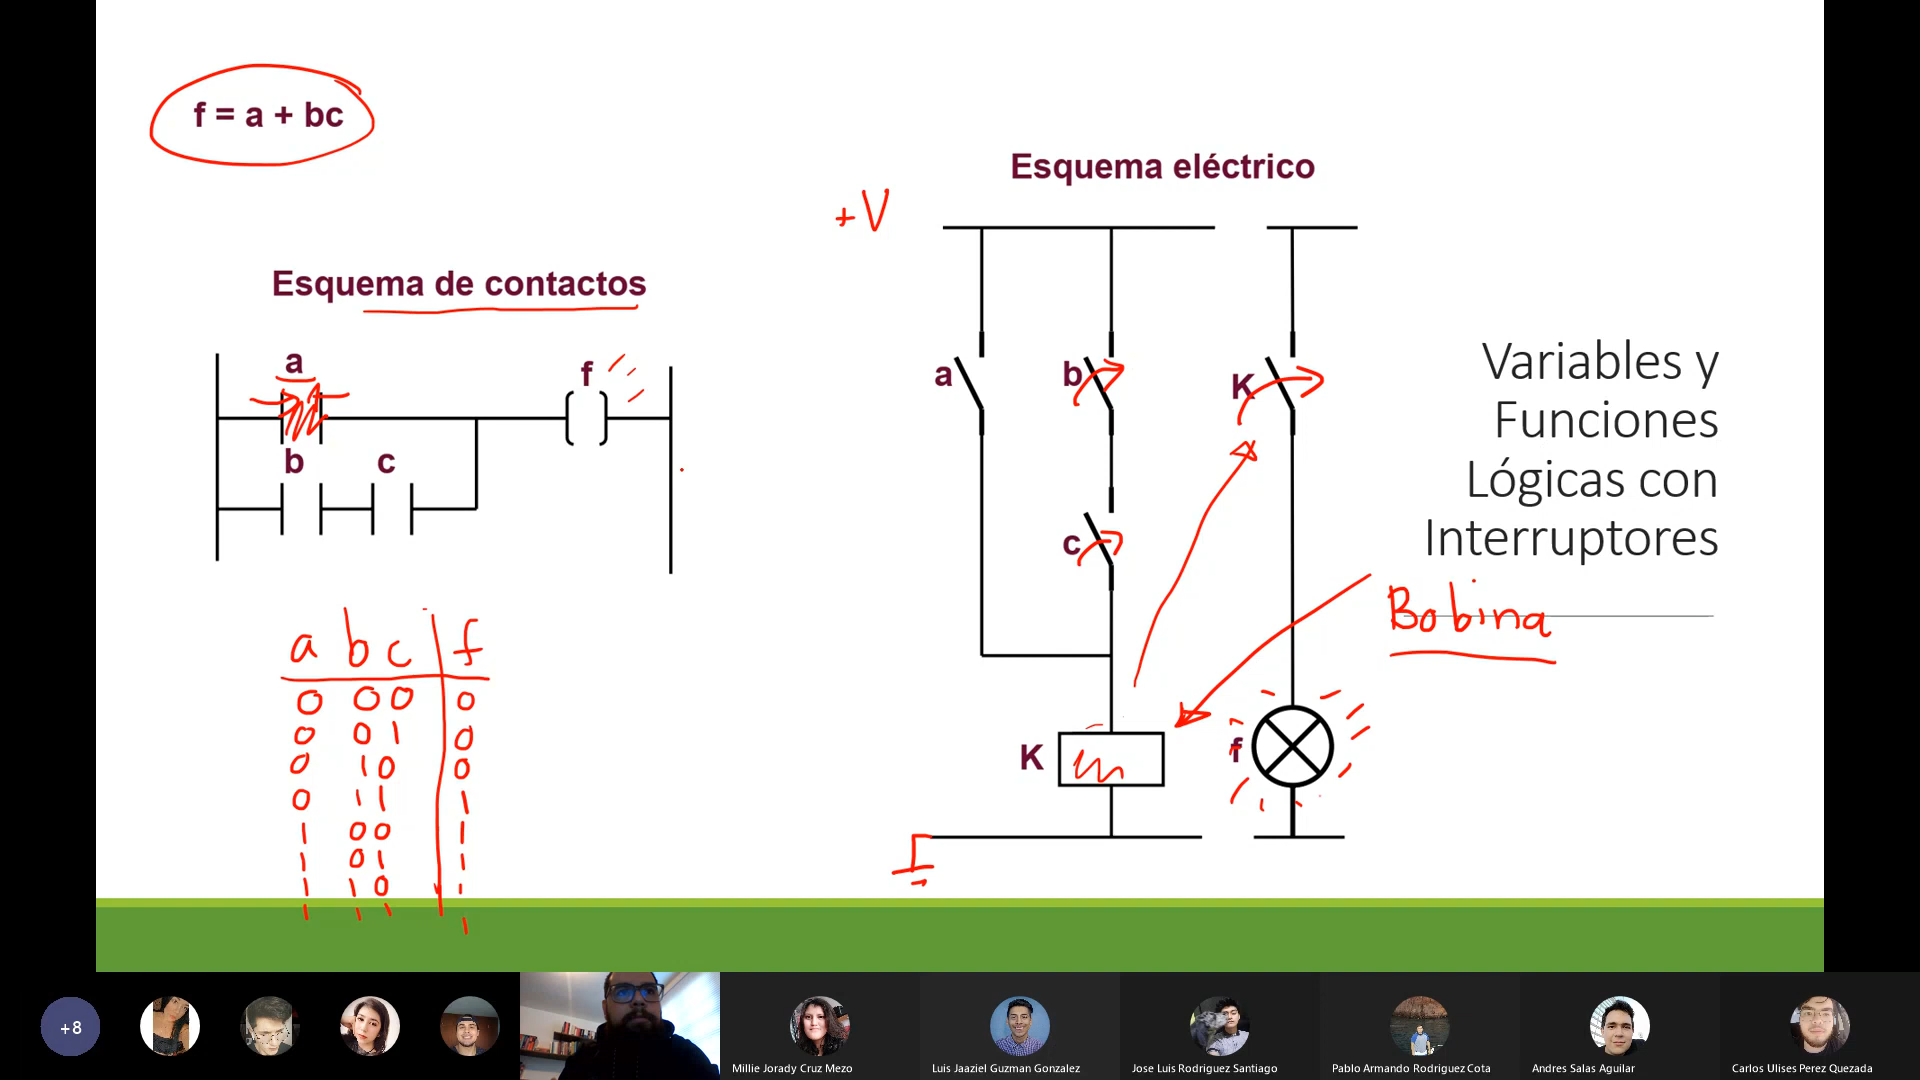 f = a + bc
Esquema de contactos
a
f
b
c
a b c f
0 0 0 0
0 0 1 0
0 1 0 0
0 1 1 1
1 0 0 1
1 0 1 1
1 1 0 1
1 1 1 1
Esquema eléctrico
+V
a
b
K
c
K
f
Bobina
Variables y
Funciones
Lógicas con
Interruptores
+8
Millie Jorady Cruz Mezo
Luis Jaaziel Guzman Gonzalez
Jose Luis Rodriguez Santiago
Pablo Armando Rodriguez Cota
Andres Salas Aguilar
Carlos Ulises Perez Quezada